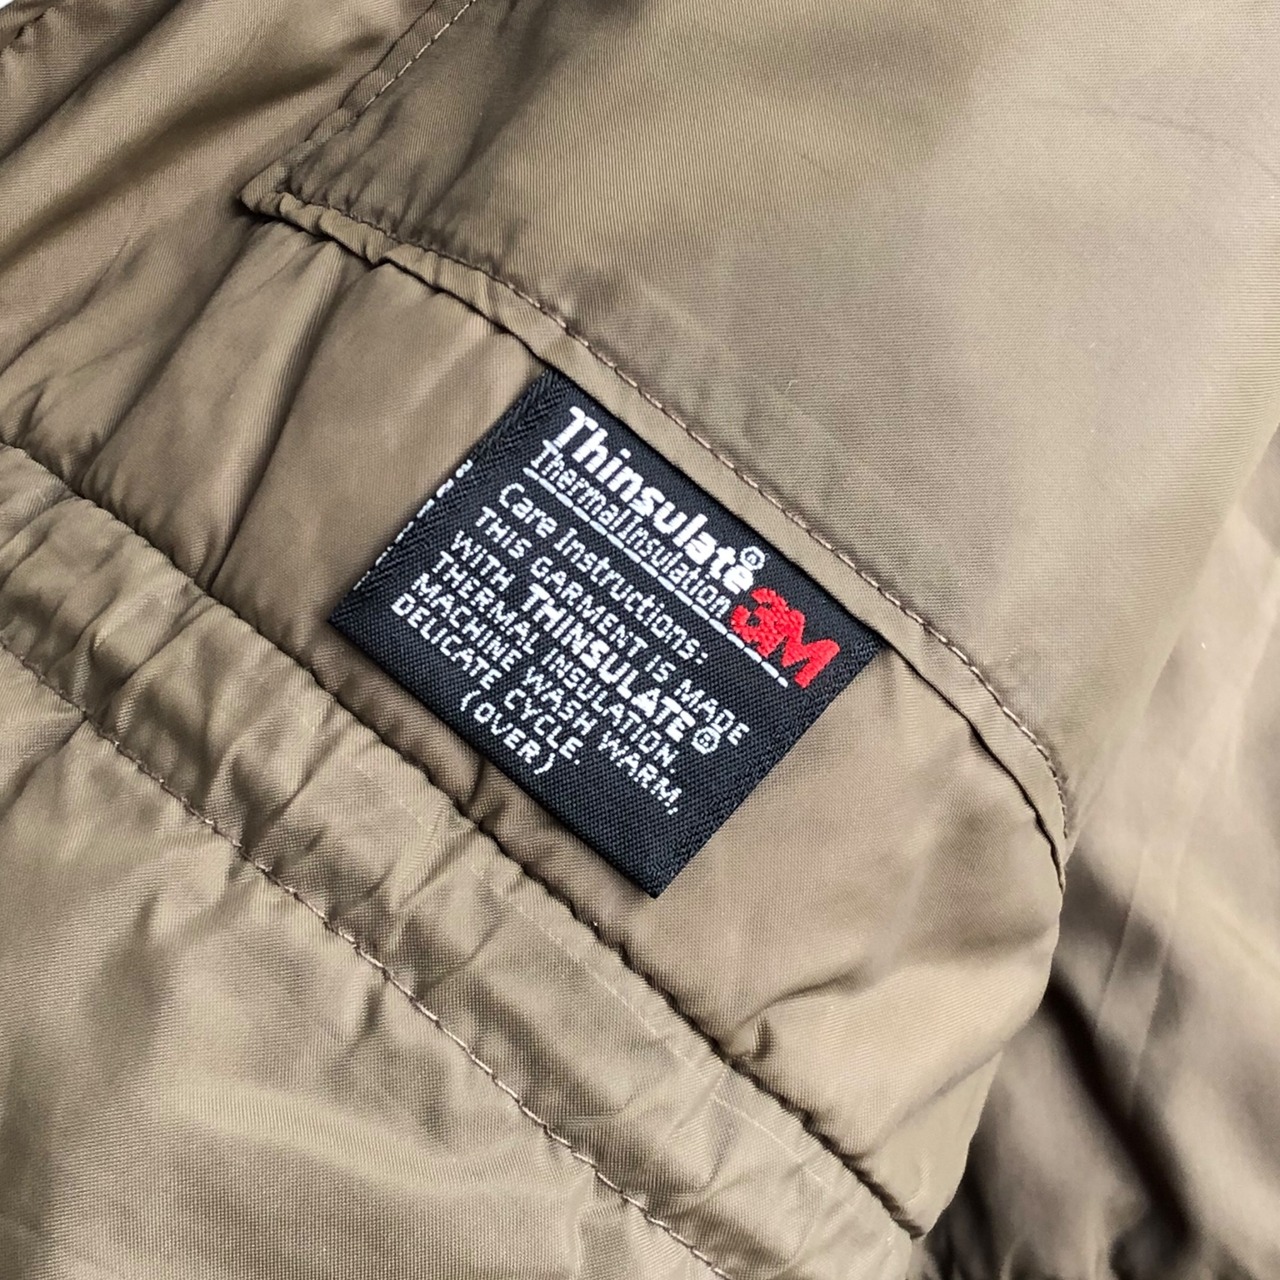 Thinsulate®
Thermal Insulation 3M
Care Instructions:
THIS GARMENT IS MADE
WITH THINSULATE®
THERMAL INSULATION.
MACHINE WASH WARM,
DELICATE CYCLE.
(OVER)